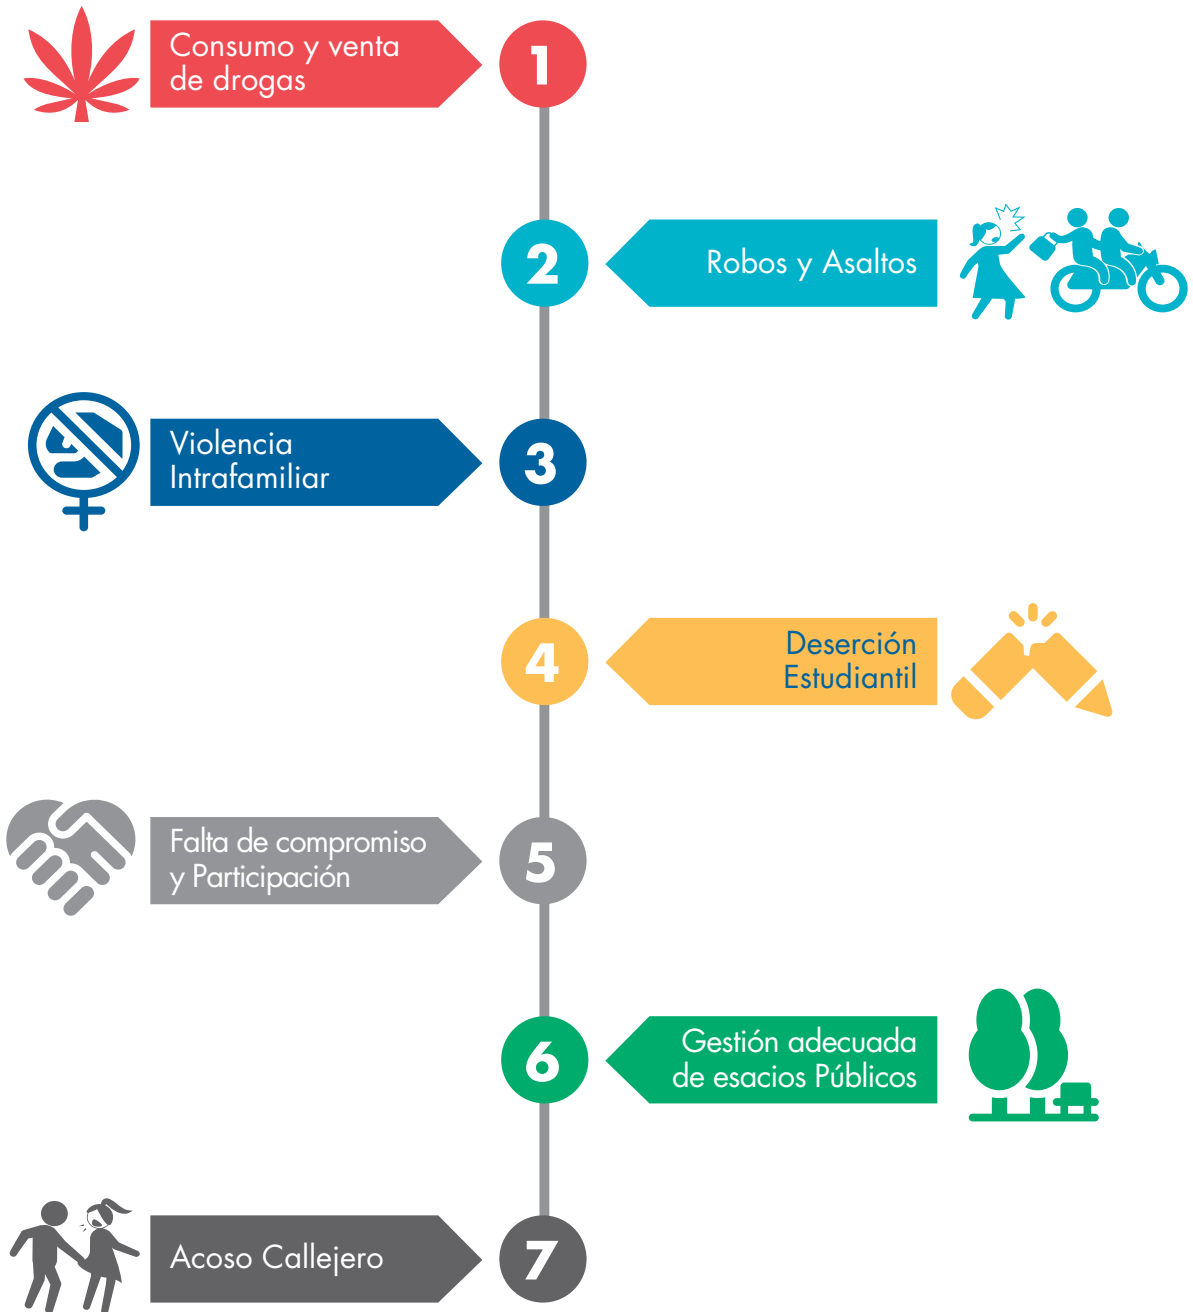 Consumo y venta
de drogas
1
2
Robos y Asaltos
Violencia
Intrafamiliar
3
4
Deserción
Estudiantil
Falta de compromiso
y Participación
5
6
Gestión adecuada
de esacios Públicos
Acoso Callejero
7